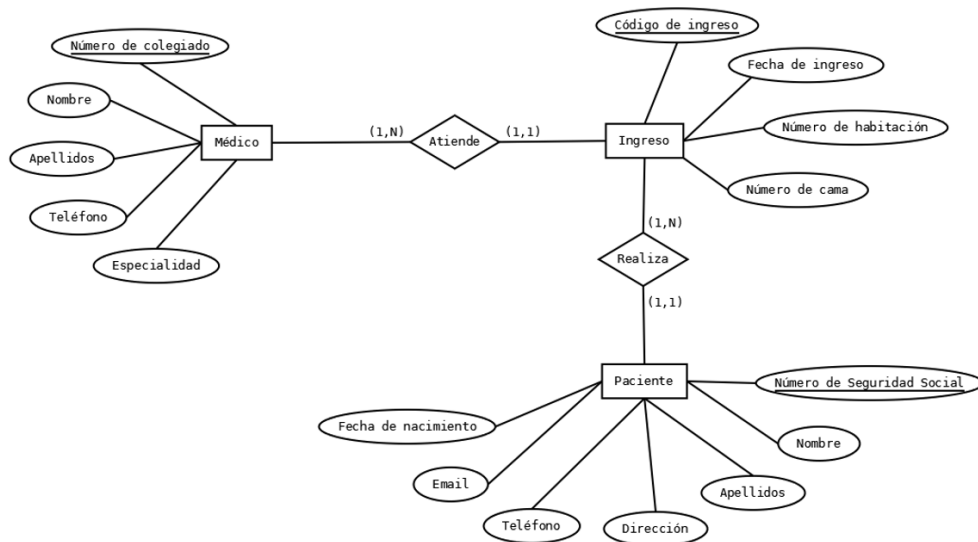 Código de ingreso
Número de colegiado
Fecha de ingreso
Nombre
Número de habitación
(1,N)
(1,1)
Médico
Atiende
Ingreso
Apellidos
Número de cama
Teléfono
(1,N)
Especialidad
Realiza
(1,1)
Paciente
Número de Seguridad Social
Fecha de nacimiento
Nombre
Email
Apellidos
Teléfono
Dirección